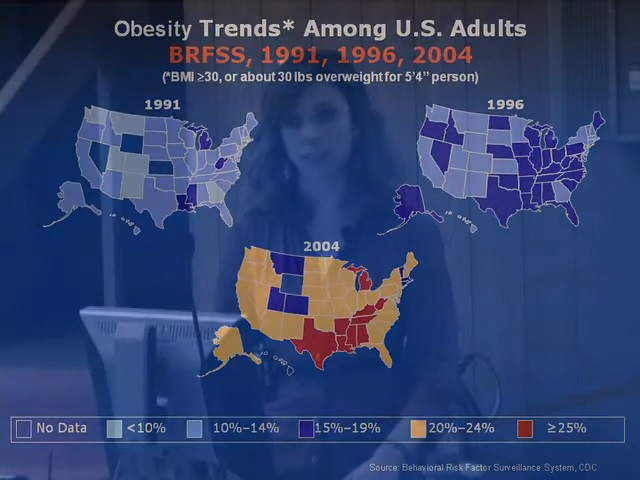 Obesity Trends* Among U.S. Adults
BRFSS, 1991, 1996, 2004
(*BMI ≥30, or about 30 lbs overweight for 5'4" person)
1991
1996
2004
No Data
<10%
10%–14%
15%–19%
20%–24%
≥25%
Source: Behavioral Risk Factor Surveillance System, CDC